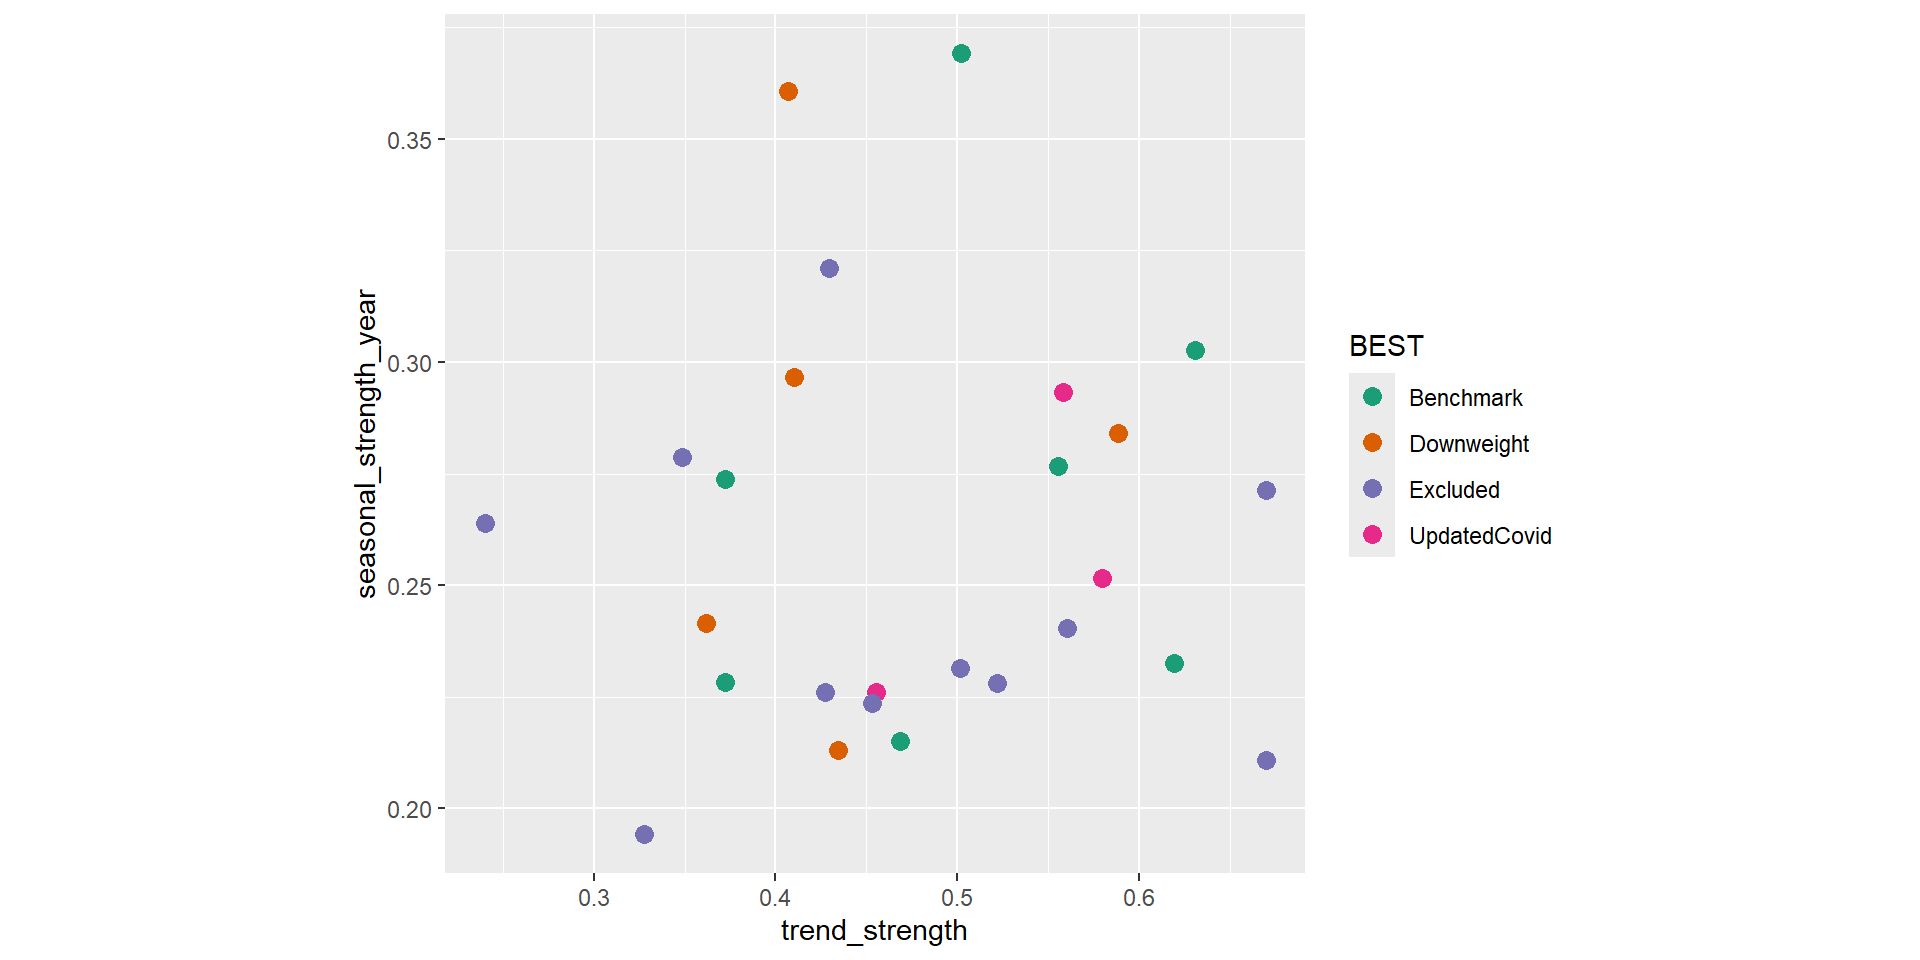 seasonal_strength_year
0.35
0.30
0.25
0.20
0.3 0.4 0.5 0.6
trend_strength
BEST
Benchmark
Downweight
Excluded
UpdatedCovid